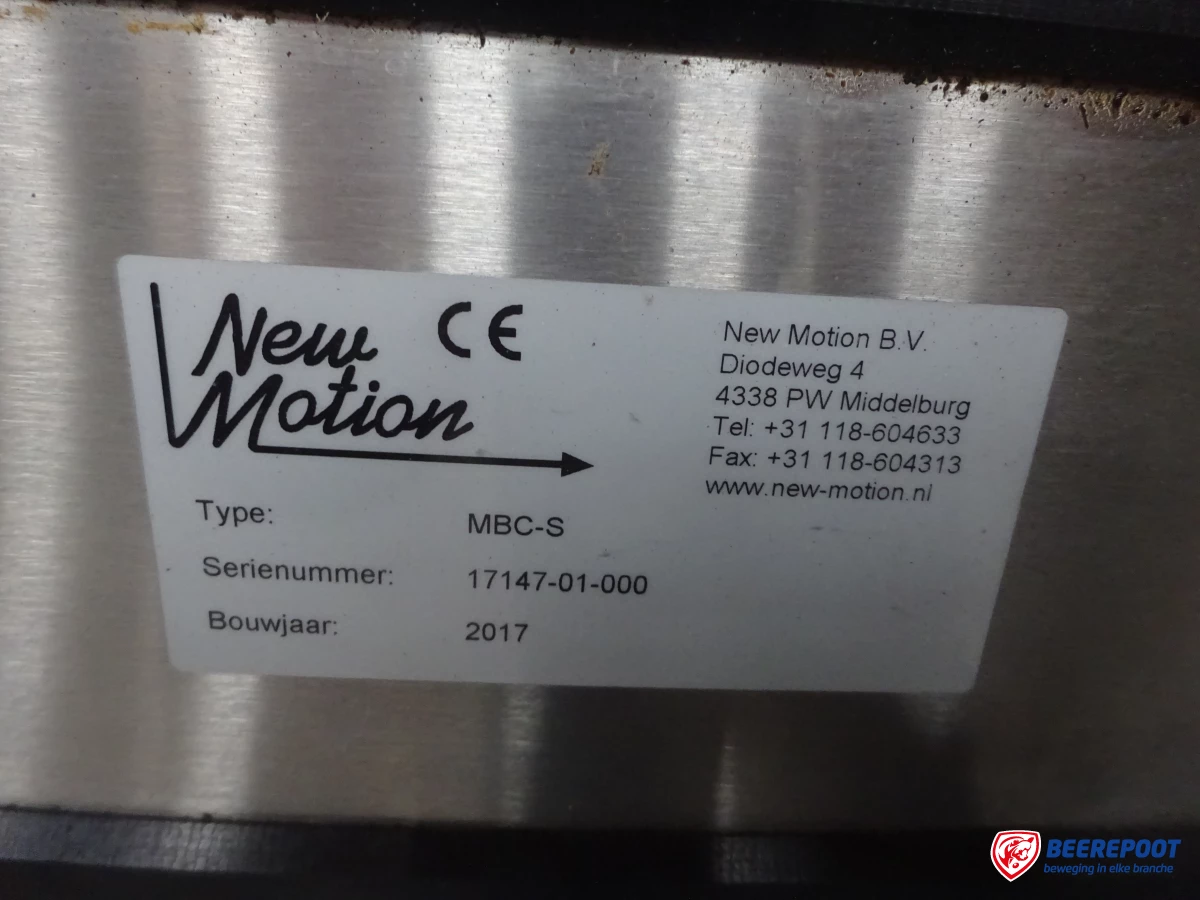 New
Motion
CE
New Motion B.V.
Diodeweg 4
4338 PW Middelburg
Tel: +31 118-604633
Fax: +31 118-604313
www.new-motion.nl
Type: MBC-S
Serienummer: 17147-01-000
Bouwjaar: 2017
BEEREPOOT
beweging in elke branche